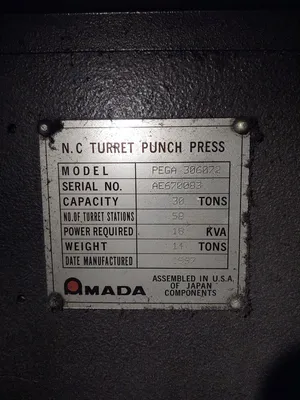 N.C TURRET PUNCH PRESS
MODEL PEGA 306072
SERIAL NO. AE670083
CAPACITY 30 TONS
NO. OF TURRET STATIONS 58
POWER REQUIRED 18 KVA
WEIGHT 14 TONS
DATE MANUFACTURED
AMADA
ASSEMBLED IN U.S.A.
OF JAPAN
COMPONENTS